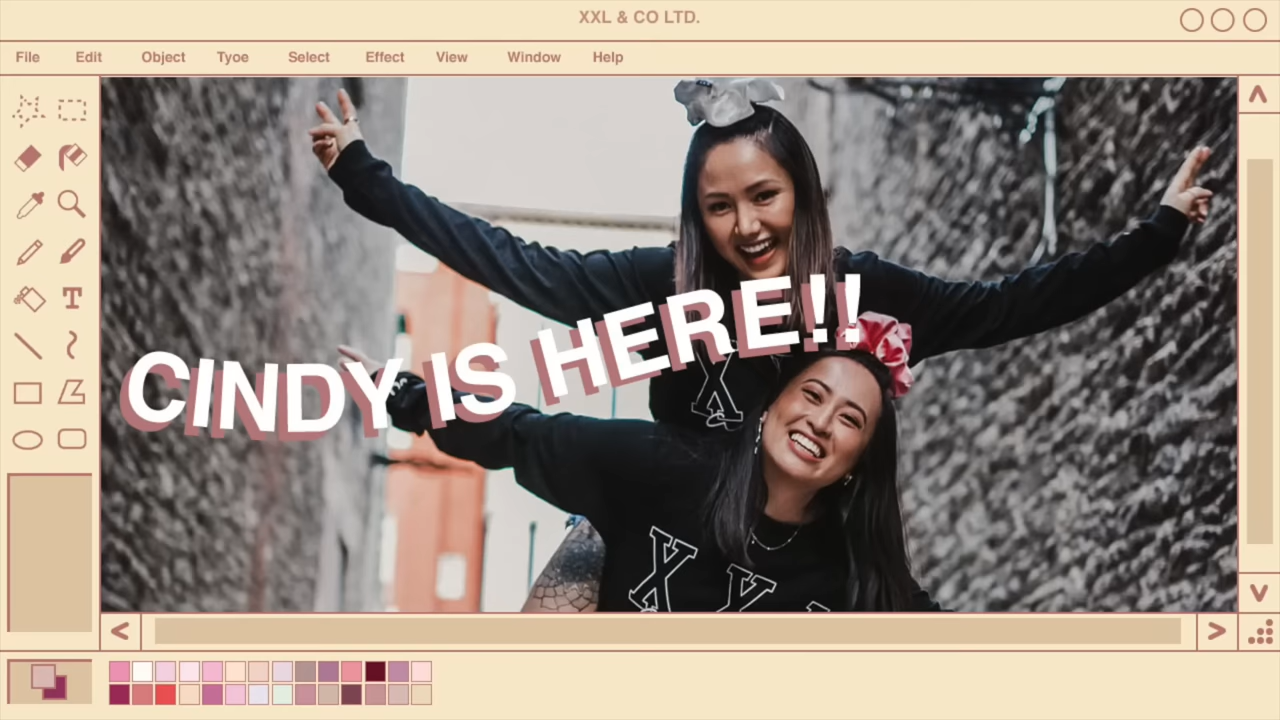 XXL & CO LTD.
File Edit Object Tyoe Select Effect View Window Help
CINDY IS HERE!!
X
X X